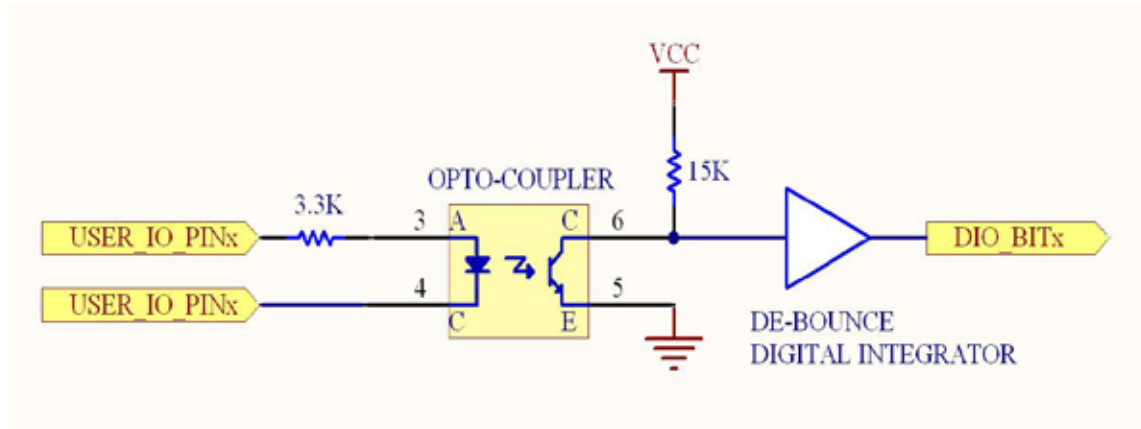 VCC
15K
OPTO-COUPLER
3.3K
USER_IO_PINx
3
A
C
6
DIO_BITx
USER_IO_PINx
4
C
E
5
DE-BOUNCE
DIGITAL INTEGRATOR